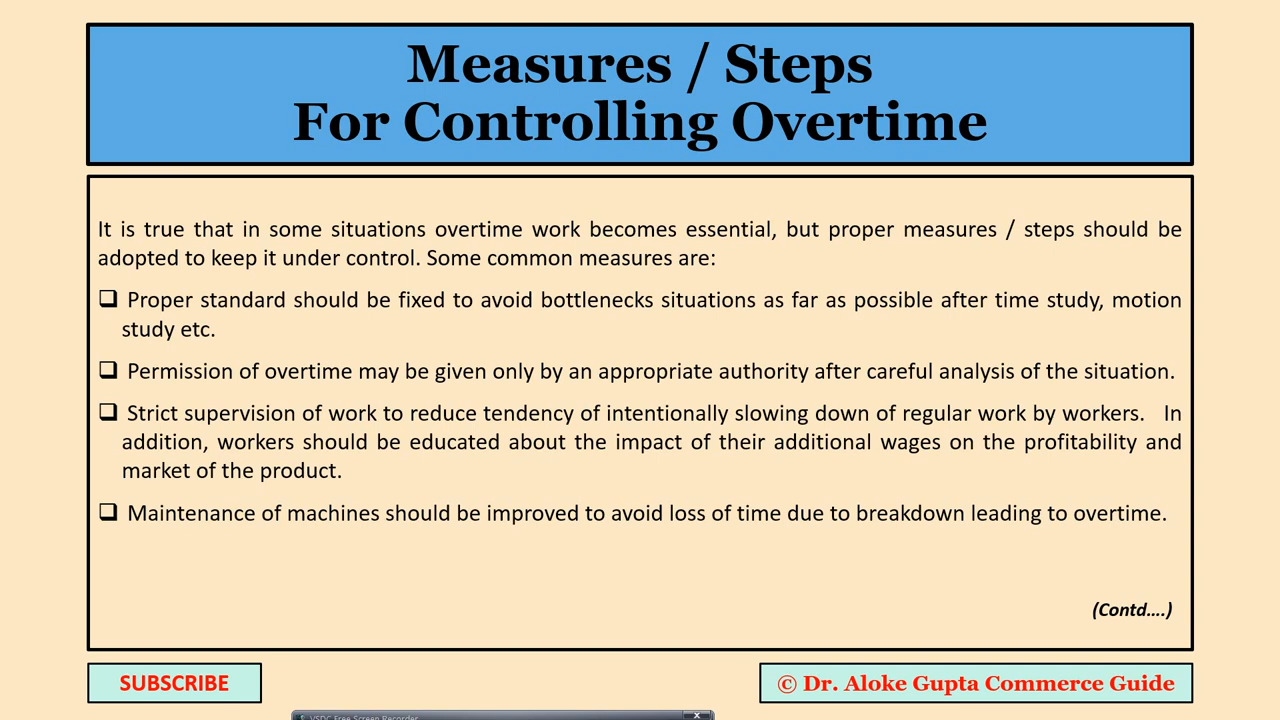 Measures / Steps
For Controlling Overtime
It is true that in some situations overtime work becomes essential, but proper measures / steps should be
adopted to keep it under control. Some common measures are:
❑ Proper standard should be fixed to avoid bottlenecks situations as far as possible after time study, motion
study etc.
❑ Permission of overtime may be given only by an appropriate authority after careful analysis of the situation.
❑ Strict supervision of work to reduce tendency of intentionally slowing down of regular work by workers. In
addition, workers should be educated about the impact of their additional wages on the profitability and
market of the product.
❑ Maintenance of machines should be improved to avoid loss of time due to breakdown leading to overtime.
(Contd....)
SUBSCRIBE
© Dr. Aloke Gupta Commerce Guide
VSDC Free Screen Recorder